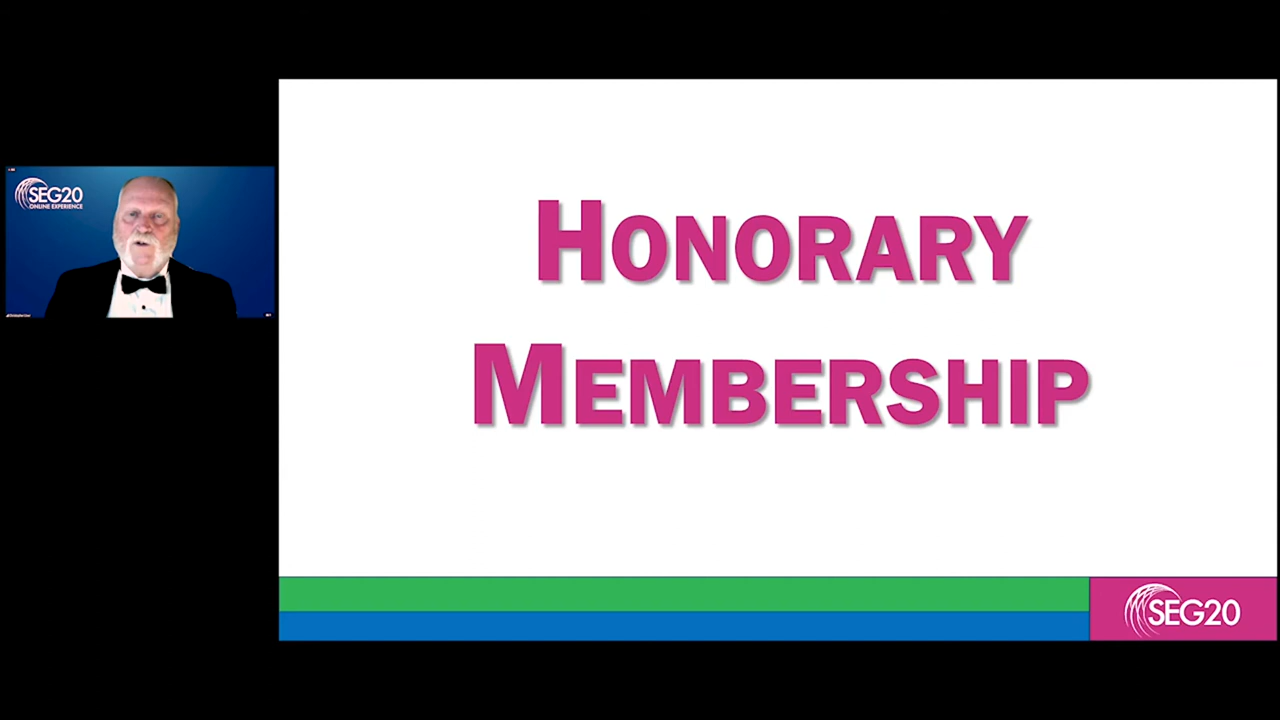 SEG20
ONLINE EXPERIENCE
HONORARY
MEMBERSHIP
SEG20